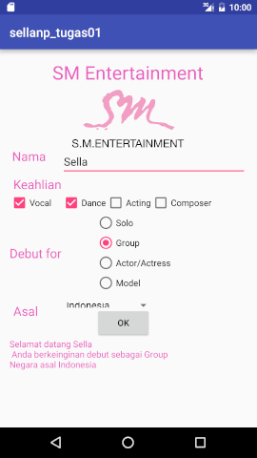 10:00
sellanp_tugas01
SM Entertainment
SM
S.M.ENTERTAINMENT
Nama
Sella
Keahlian
Vocal Dance Acting Composer
Solo
Group
Debut for
Actor/Actress
Model
Asal Indonesia
OK
Selamat datang Sella
Anda berkeinginan debut sebagai Group
Negara asal Indonesia